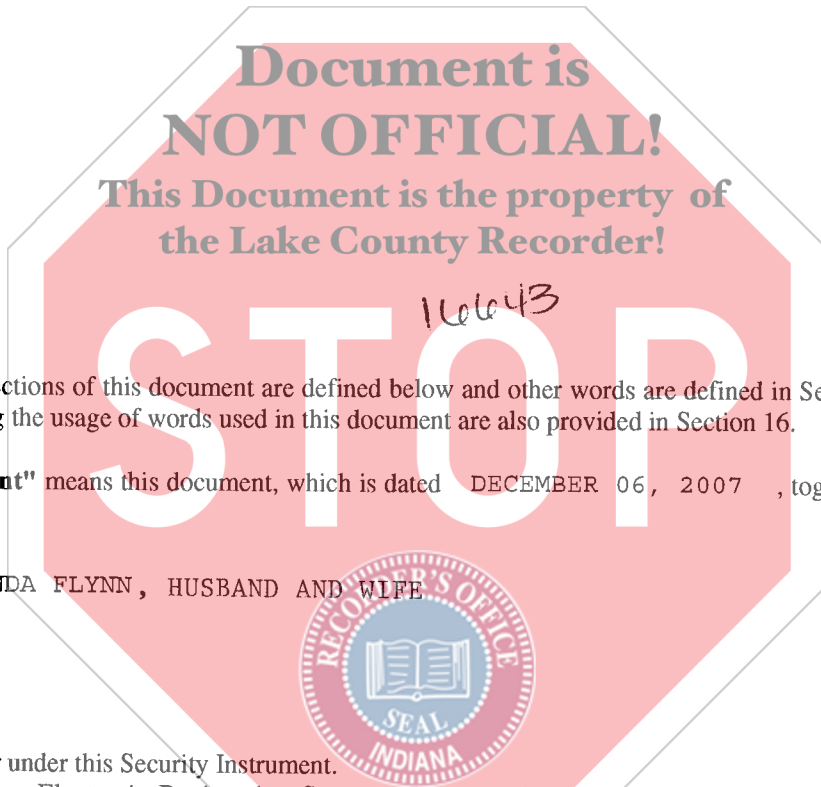 Document is
NOT OFFICIAL!
This Document is the property of
the Lake County Recorder!
16643
STOP
ctions of this document are defined below and other words are defined in Se
g the usage of words used in this document are also provided in Section 16.
nt" means this document, which is dated DECEMBER 06, 2007 , tog
DA FLYNN, HUSBAND AND WIFE
RECORDER'S OFFICE
SEAL
INDIANA
under this Security Instrument.